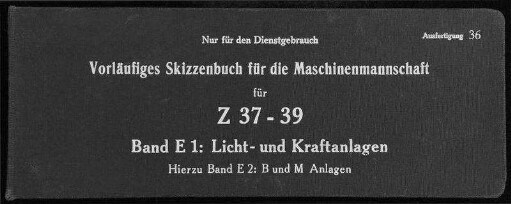 Nur für den Dienstgebrauch
Ausfertigung 36
Vorläufiges Skizzenbuch für die Maschinenmannschaft
für
Z 37 - 39
Band E 1: Licht- und Kraftanlagen
Hierzu Band E 2: B und M Anlagen